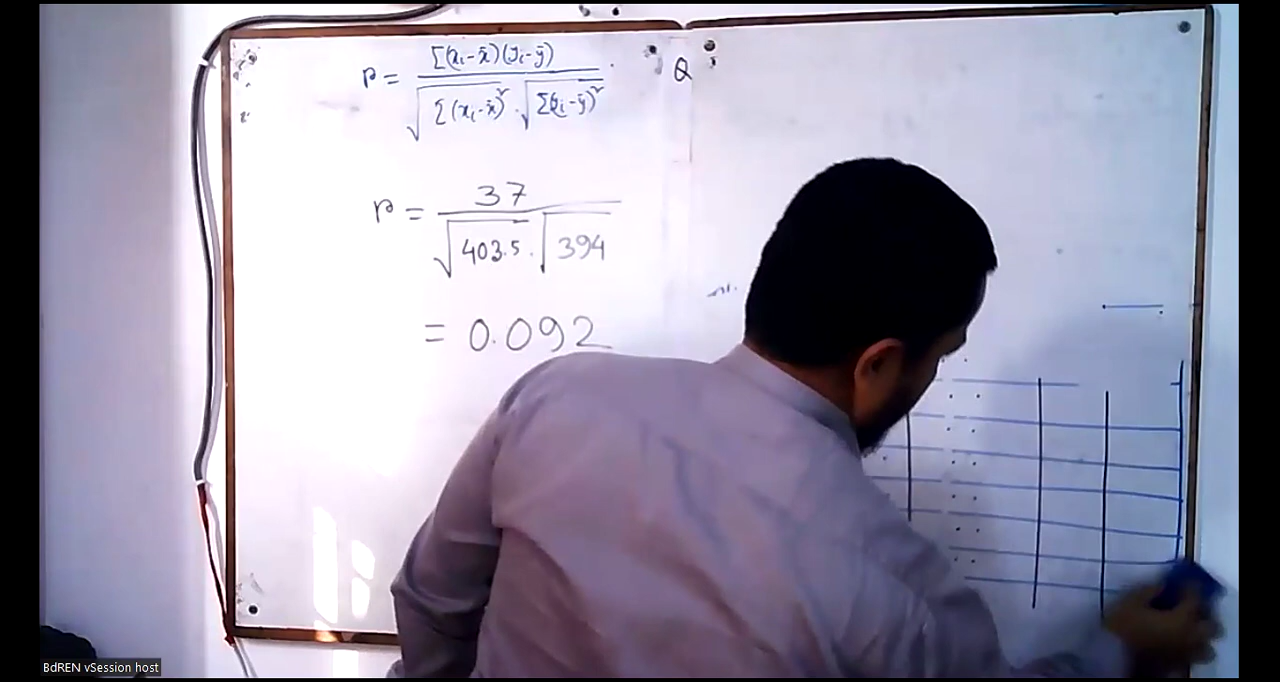 r = Σ(xᵢ-x̄)(yᵢ-ȳ) / √Σ(xᵢ-x̄)² . √Σ(yᵢ-ȳ)²
Q
r = 37 / √403.5 . √394
= 0.092
BdREN vSession host